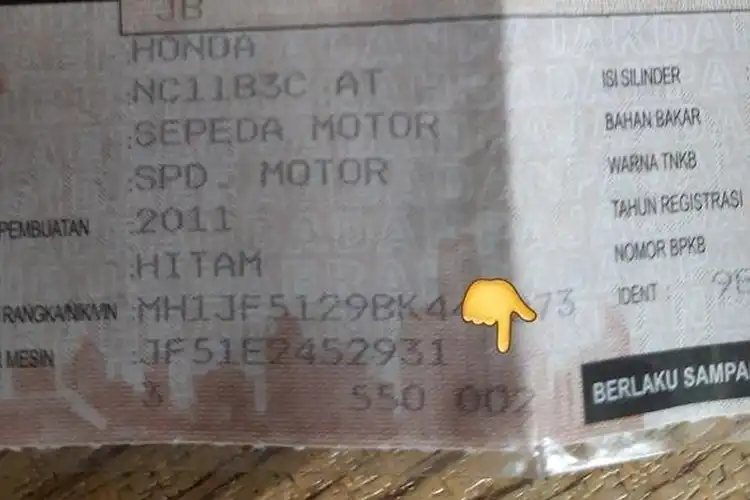 JB
:HONDA
:NC11B3C AT ISI SILINDER
:SEPEDA MOTOR BAHAN BAKAR
:SPD. MOTOR WARNA TNKB
PEMBUATAN :2011 TAHUN REGISTRASI
:HITAM NOMOR BPKB
RANGKA/NIK/VIN IDENT :
MESIN :JF51E2452931
3 550 002 BERLAKU SAMPA